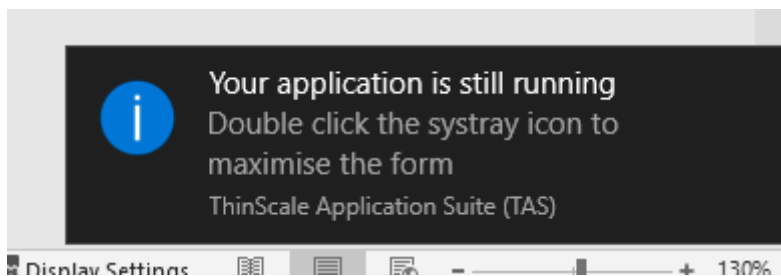 Your application is still running
Double click the systray icon to
maximise the form
ThinScale Application Suite (TAS)
Display Settings
130%